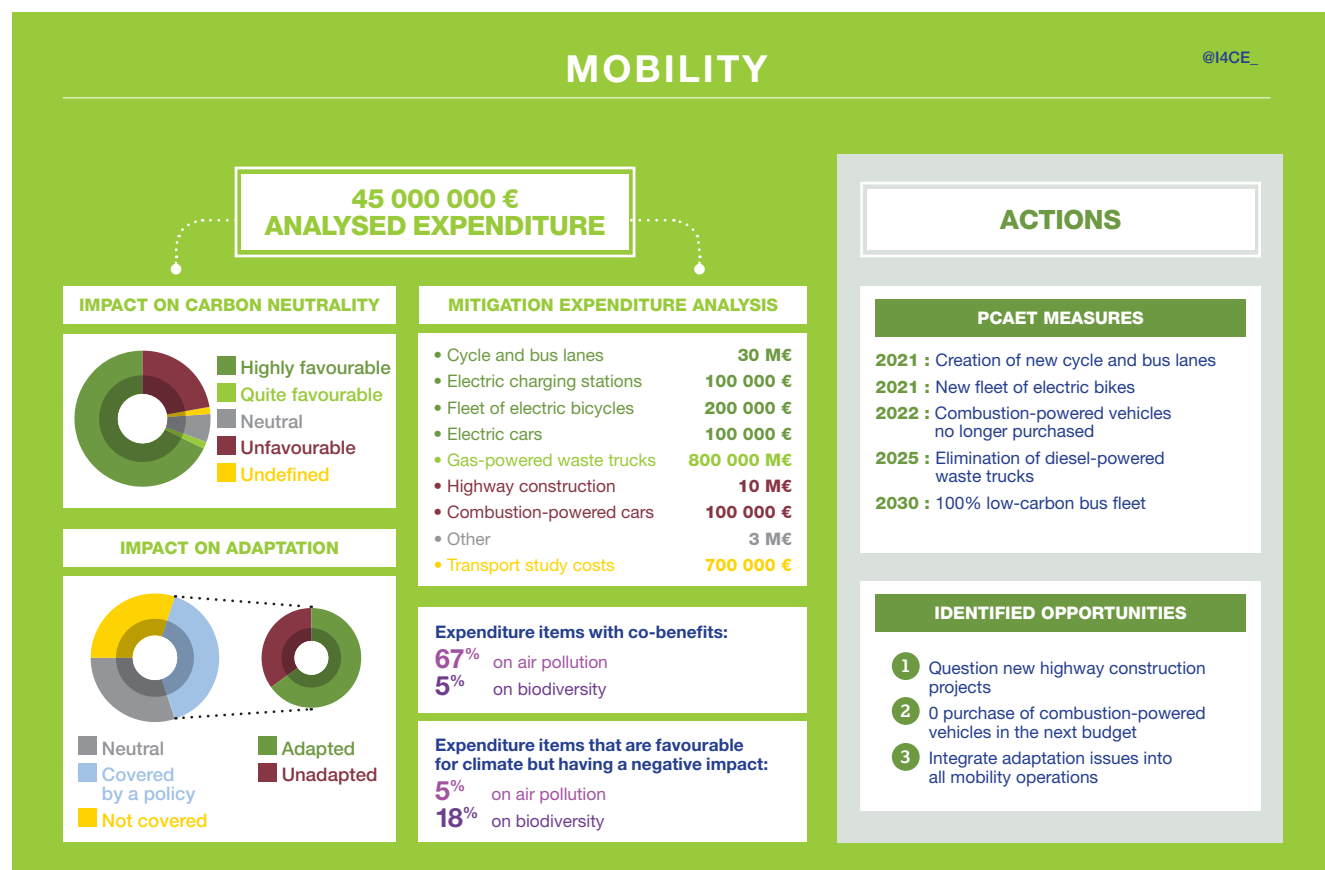 MOBILITY
@I4CE_
45 000 000 €
ANALYSED EXPENDITURE
IMPACT ON CARBON NEUTRALITY
Highly favourable
Quite favourable
Neutral
Unfavourable
Undefined
IMPACT ON ADAPTATION
Neutral
Covered
by a policy
Not covered
Adapted
Unadapted
MITIGATION EXPENDITURE ANALYSIS
• Cycle and bus lanes 30 M€
• Electric charging stations 100 000 €
• Fleet of electric bicycles 200 000 €
• Electric cars 100 000 €
• Gas-powered waste trucks 800 000 M€
• Highway construction 10 M€
• Combustion-powered cars 100 000 €
• Other 3 M€
• Transport study costs 700 000 €
Expenditure items with co-benefits:
67% on air pollution
5% on biodiversity
Expenditure items that are favourable
for climate but having a negative impact:
5% on air pollution
18% on biodiversity
ACTIONS
PCAET MEASURES
2021 : Creation of new cycle and bus lanes
2021 : New fleet of electric bikes
2022 : Combustion-powered vehicles
no longer purchased
2025 : Elimination of diesel-powered
waste trucks
2030 : 100% low-carbon bus fleet
IDENTIFIED OPPORTUNITIES
1 Question new highway construction
projects
2 0 purchase of combustion-powered
vehicles in the next budget
3 Integrate adaptation issues into
all mobility operations